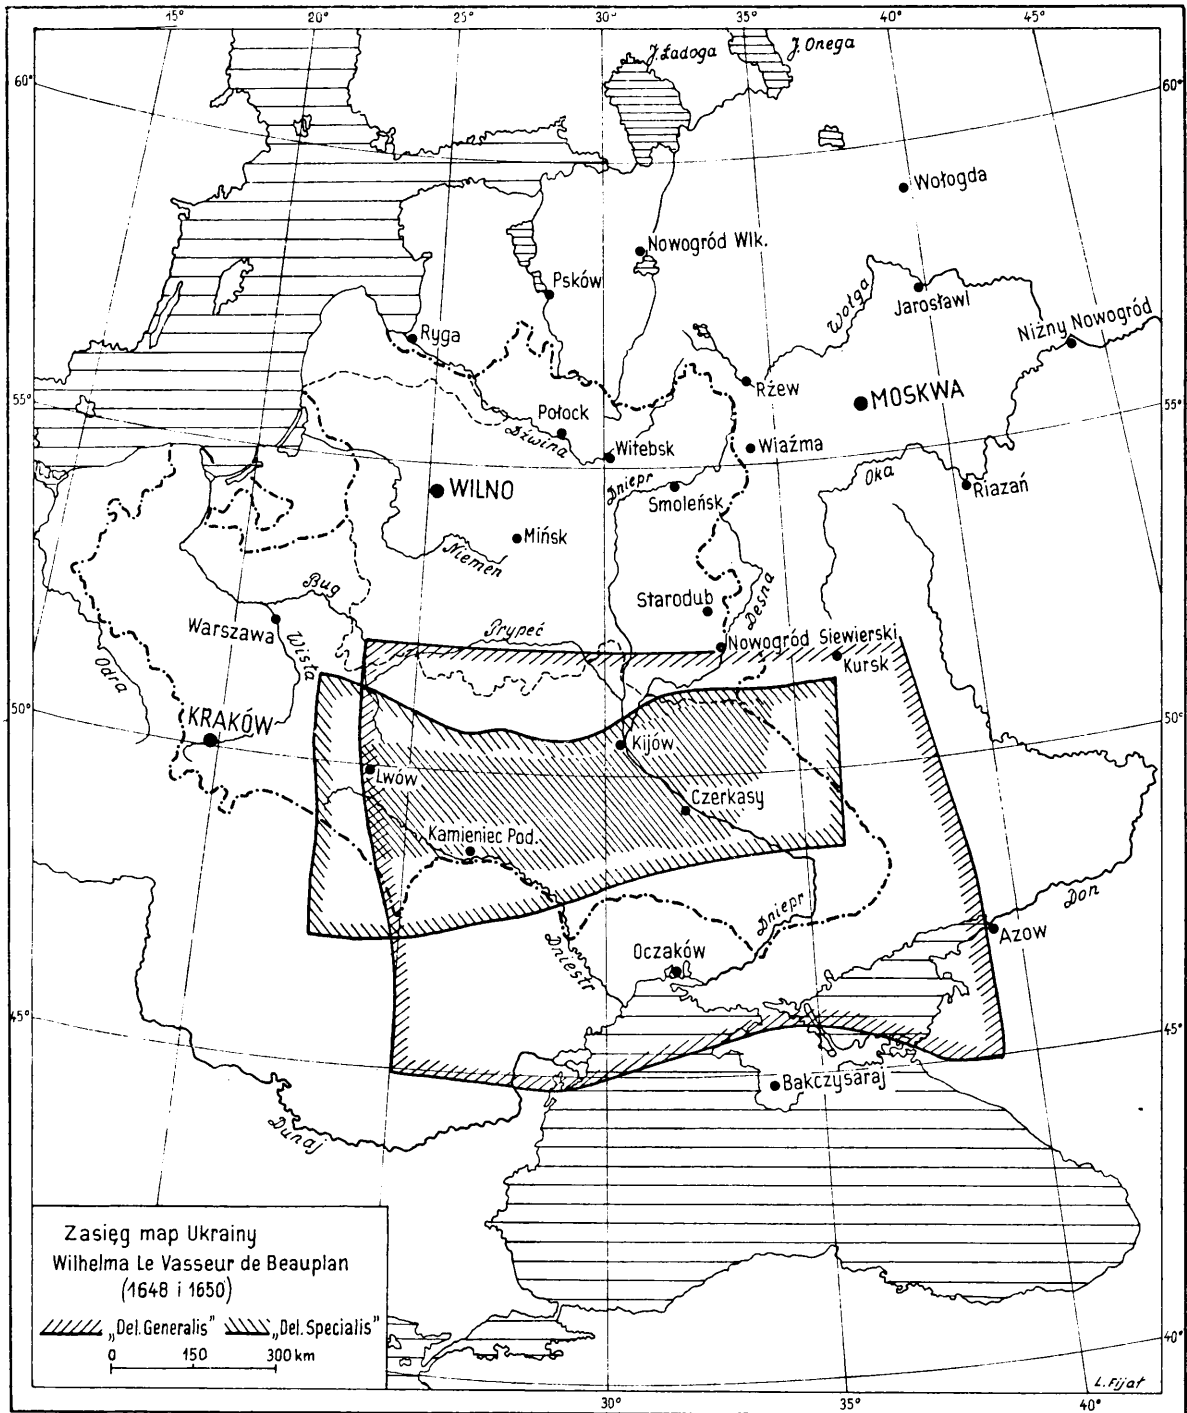 15° 20° 25° 30° 35° 40° 45°
J. Ładoga
J. Onega
60° 60°
Wołogda
Nowogród Wlk.
Psków
Wołga
Jarosławl
Niżny Nowogród
Ryga
Rżew
MOSKWA
55° 55°
Połock
Dźwina
Witebsk
Wiaźma
Oka
Riazań
WILNO
Dniepr
Smoleńsk
Mińsk
Niemen
Bug
Starodub
Desna
Warszawa
Wisła
Prypeć
Nowogród Siewierski
Kursk
Odra
50° 50°
KRAKÓW
Kijów
Lwów
Czerkasy
Kamieniec Pod.
Don
Dniepr
Azow
Oczaków
Dniestr
45° 45°
Bakczysaraj
Dunaj
Zasięg map Ukrainy
Wilhelma Le Vasseur de Beauplan
(1648 i 1650)
„Del. Generalis” „Del. Specialis”
0 150 300 km
40°
L. Fijał
30° 35° 40°